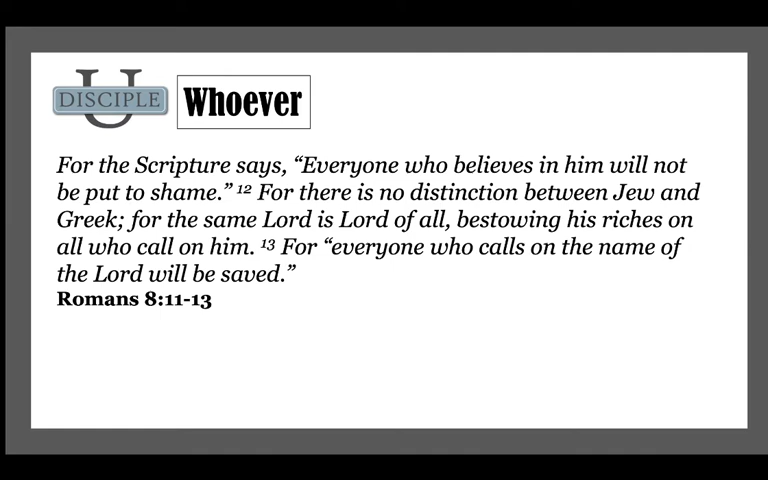 U
DISCIPLE
Whoever
For the Scripture says, “Everyone who believes in him will not
be put to shame.” 12 For there is no distinction between Jew and
Greek; for the same Lord is Lord of all, bestowing his riches on
all who call on him. 13 For “everyone who calls on the name of
the Lord will be saved.”
Romans 8:11-13